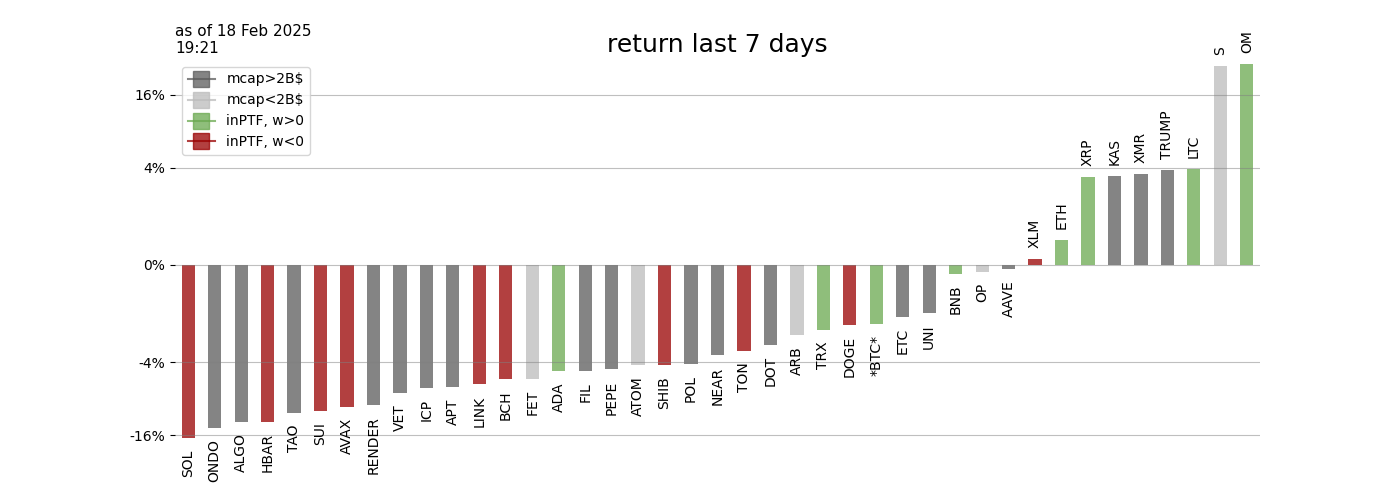 as of 18 Feb 2025
19:21
return last 7 days
mcap>2B$
mcap<2B$
inPTF, w>0
inPTF, w<0
16%
4%
0%
-4%
-16%
SOL
ONDO
ALGO
HBAR
TAO
SUI
AVAX
RENDER
VET
ICP
APT
LINK
BCH
FET
ADA
FIL
PEPE
ATOM
SHIB
POL
NEAR
TON
DOT
ARB
TRX
DOGE
*BTC*
ETC
UNI
BNB
OP
AAVE
XLM
ETH
XRP
KAS
XMR
TRUMP
LTC
S
OM